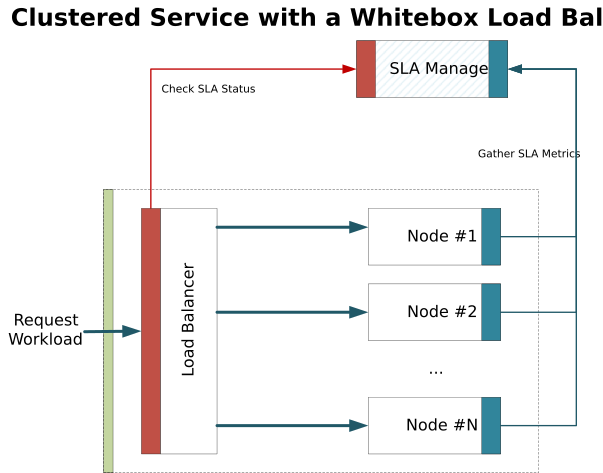 Clustered Service with a Whitebox Load Bal
SLA Manage
Check SLA Status
Gather SLA Metrics
Node #1
Request
Workload
Load Balancer
Node #2
...
Node #N